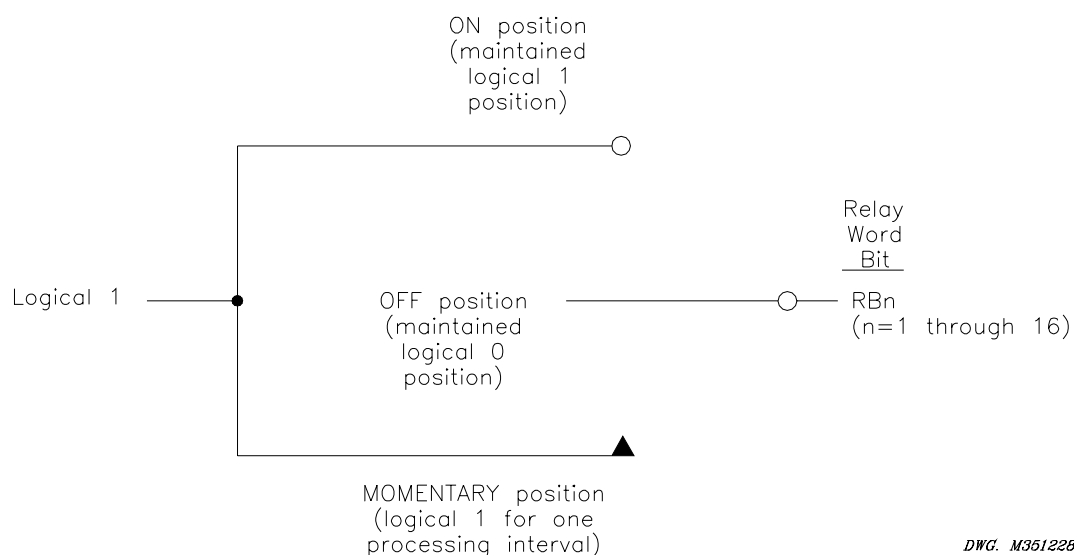 ON position
(maintained
logical 1
position)
Relay
Word
Bit
Logical 1
OFF position
(maintained
logical 0
position)
RBn
(n=1 through 16)
MOMENTARY position
(logical 1 for one
processing interval)
DWG. M351228